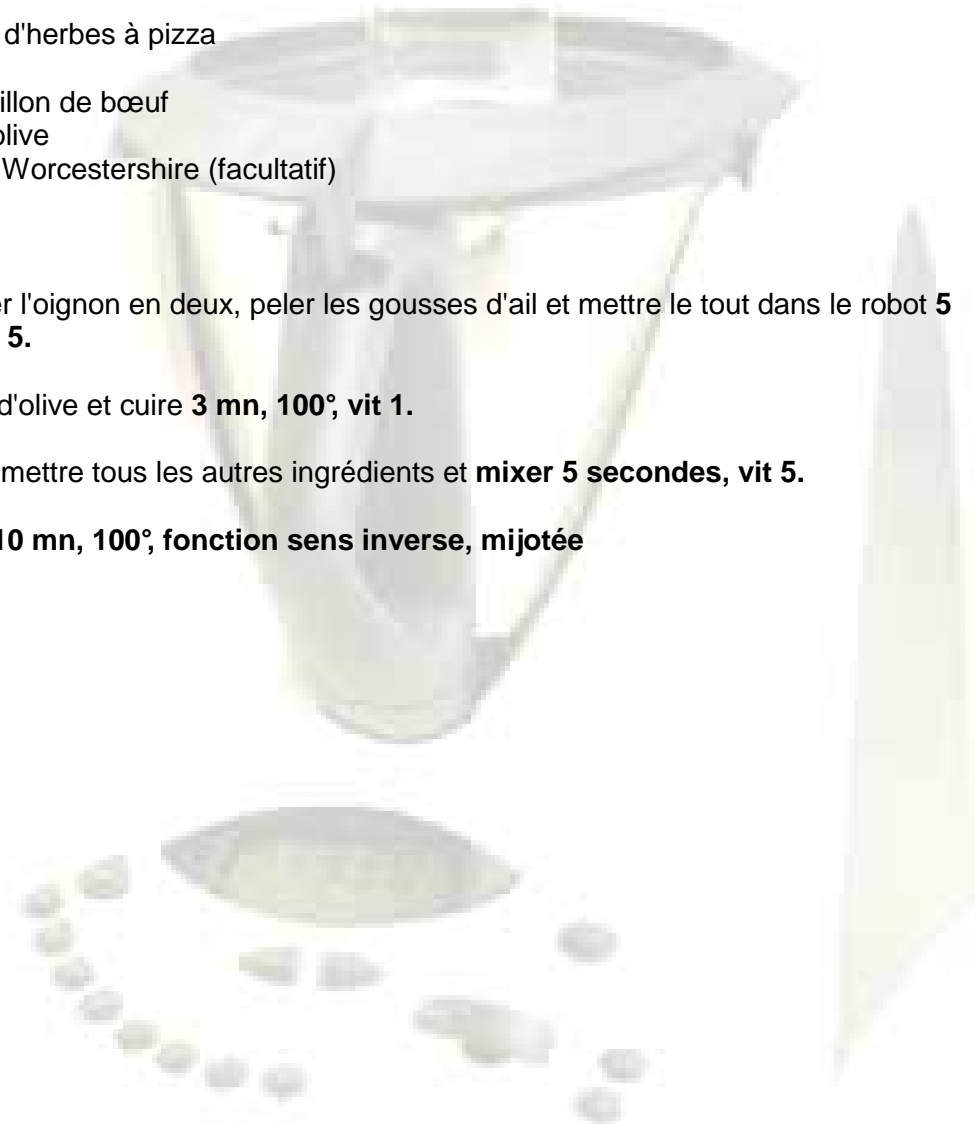 d'herbes à pizza
illon de bœuf
olive
Worcestershire (facultatif)
er l'oignon en deux, peler les gousses d'ail et mettre le tout dans le robot 5
5.
d'olive et cuire 3 mn, 100°, vit 1.
mettre tous les autres ingrédients et mixer 5 secondes, vit 5.
10 mn, 100°, fonction sens inverse, mijotée